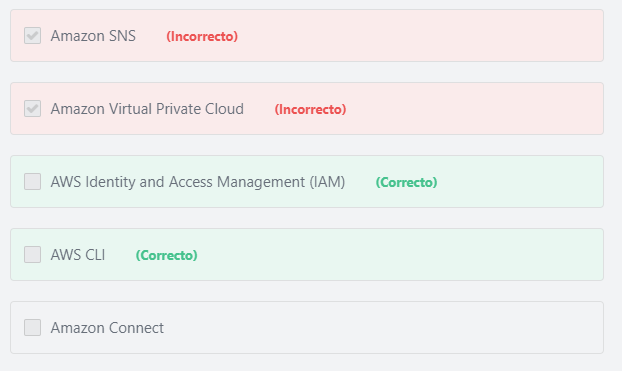 Amazon SNS (Incorrecto)
Amazon Virtual Private Cloud (Incorrecto)
AWS Identity and Access Management (IAM) (Correcto)
AWS CLI (Correcto)
Amazon Connect